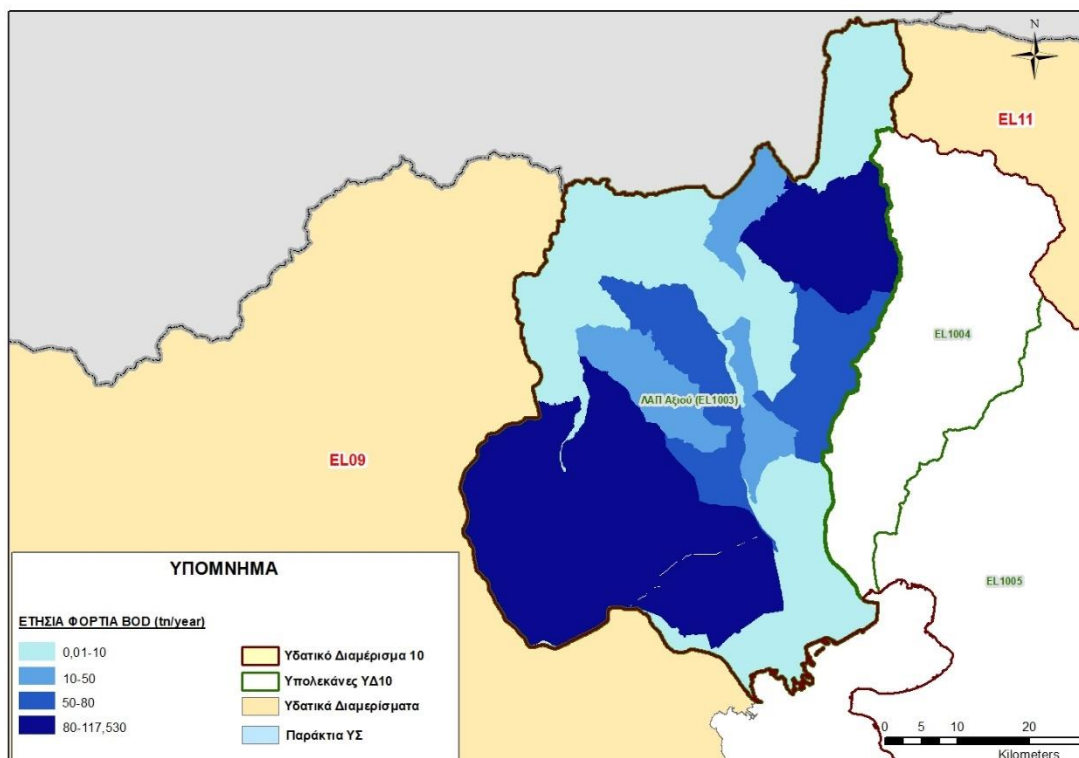 N
EL11
EL1004
ΛΑΠ Αξιού (EL1003)
EL09
EL1005
ΥΠΟΜΝΗΜΑ
ΕΤΗΣΙΑ ΦΟΡΤΙΑ BOD (tn/year)
0,01-10
10-50
50-80
80-117,530
Υδατικό Διαμέρισμα 10
Υπολεκάνες ΥΔ10
Υδατικά Διαμερίσματα
Παράκτια ΥΣ
0 5 10 20
Kilometers